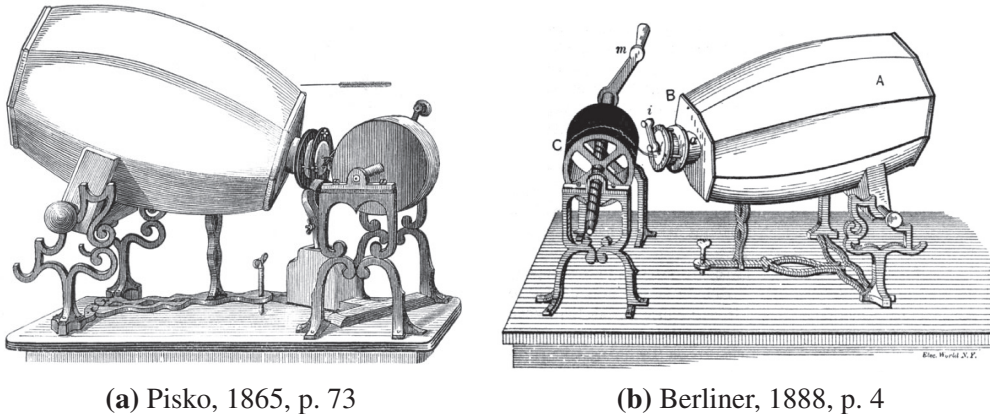 m
B
i
A
C
Elec. World N.Y.
(a) Pisko, 1865, p. 73
(b) Berliner, 1888, p. 4